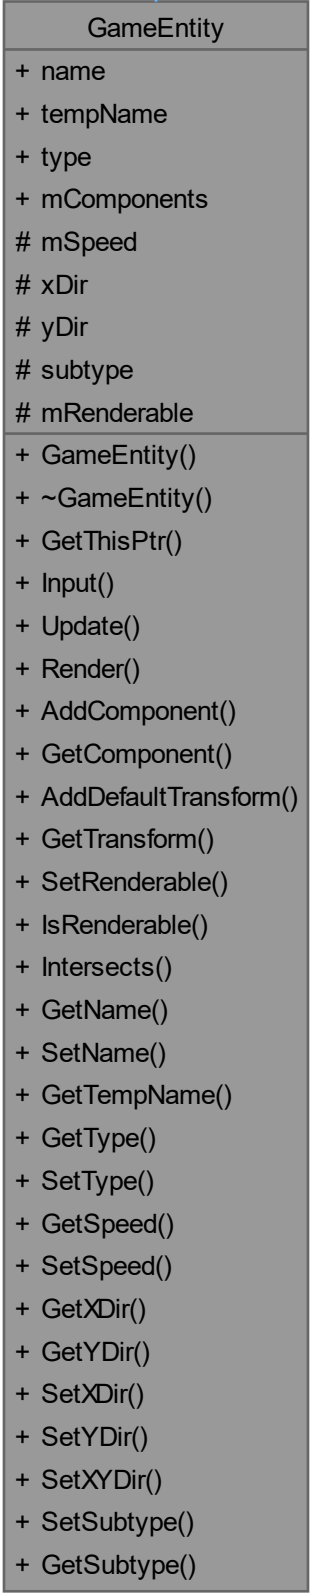 GameEntity
+ name
+ tempName
+ type
+ mComponents
# mSpeed
# xDir
# yDir
# subtype
# mRenderable
+ GameEntity()
+ ~GameEntity()
+ GetThisPtr()
+ Input()
+ Update()
+ Render()
+ AddComponent()
+ GetComponent()
+ AddDefaultTransform()
+ GetTransform()
+ SetRenderable()
+ IsRenderable()
+ Intersects()
+ GetName()
+ SetName()
+ GetTempName()
+ GetType()
+ SetType()
+ GetSpeed()
+ SetSpeed()
+ GetXDir()
+ GetYDir()
+ SetXDir()
+ SetYDir()
+ SetXYDir()
+ SetSubtype()
+ GetSubtype()